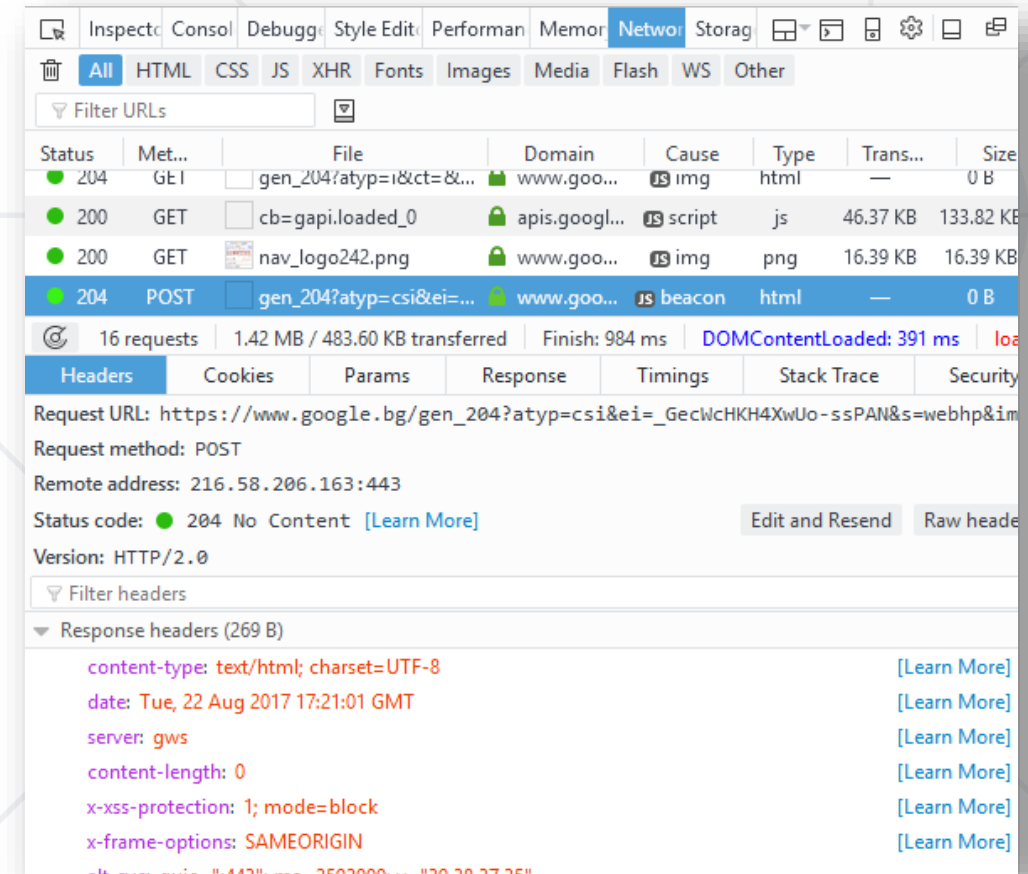 Inspecto Consol Debugge Style Edito Performan Memor Networ Storag
All HTML CSS JS XHR Fonts Images Media Flash WS Other
Filter URLs
Status Met... File Domain Cause Type Trans... Size
204 GET gen_204?atyp=i&ct=&... www.goo... JS img html — 0 B
200 GET cb=gapi.loaded_0 apis.googl... JS script js 46.37 KB 133.82 KB
200 GET nav_logo242.png www.goo... JS img png 16.39 KB 16.39 KB
204 POST gen_204?atyp=csi&ei=... www.goo... JS beacon html — 0 B
16 requests 1.42 MB / 483.60 KB transferred Finish: 984 ms DOMContentLoaded: 391 ms loa
Headers Cookies Params Response Timings Stack Trace Security
Request URL: https://www.google.bg/gen_204?atyp=csi&ei=_GecWcHKH4XwUo-ssPAN&s=webhp&im
Request method: POST
Remote address: 216.58.206.163:443
Status code: 204 No Content [Learn More] Edit and Resend Raw heade
Version: HTTP/2.0
Filter headers
Response headers (269 B)
content-type: text/html; charset=UTF-8 [Learn More]
date: Tue, 22 Aug 2017 17:21:01 GMT [Learn More]
server: gws [Learn More]
content-length: 0 [Learn More]
x-xss-protection: 1; mode=block [Learn More]
x-frame-options: SAMEORIGIN [Learn More]